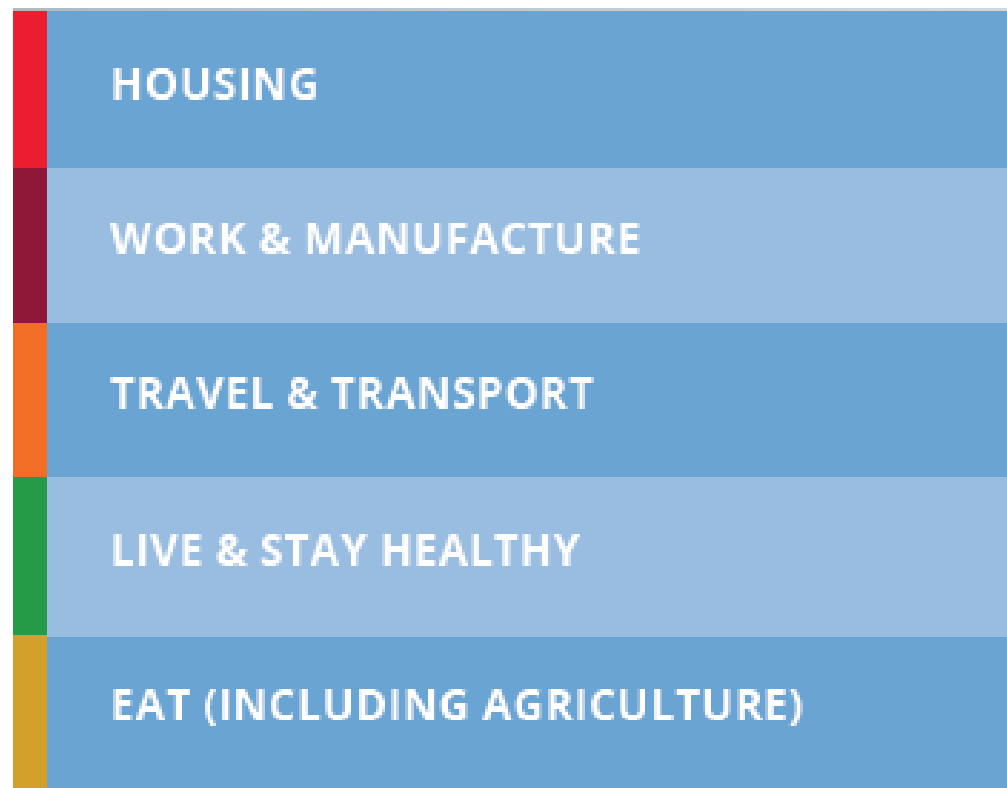 HOUSING
WORK & MANUFACTURE
TRAVEL & TRANSPORT
LIVE & STAY HEALTHY
EAT (INCLUDING AGRICULTURE)